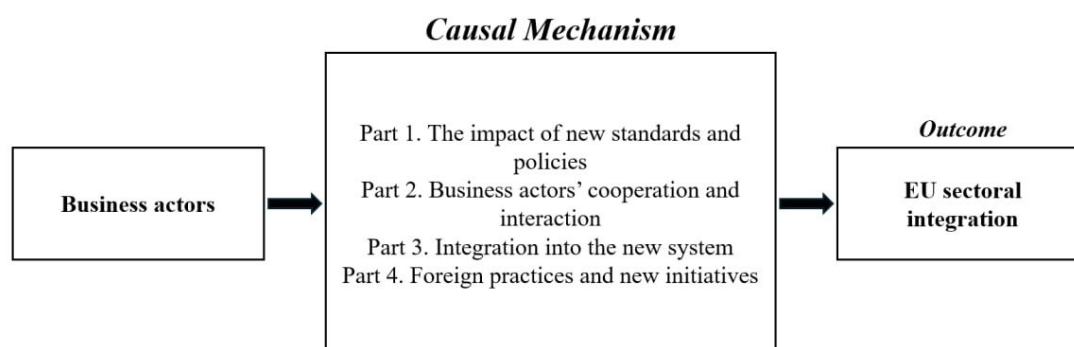 Causal Mechanism
Business actors
Part 1. The impact of new standards and
policies
Part 2. Business actors’ cooperation and
interaction
Part 3. Integration into the new system
Part 4. Foreign practices and new initiatives
Outcome
EU sectoral
integration